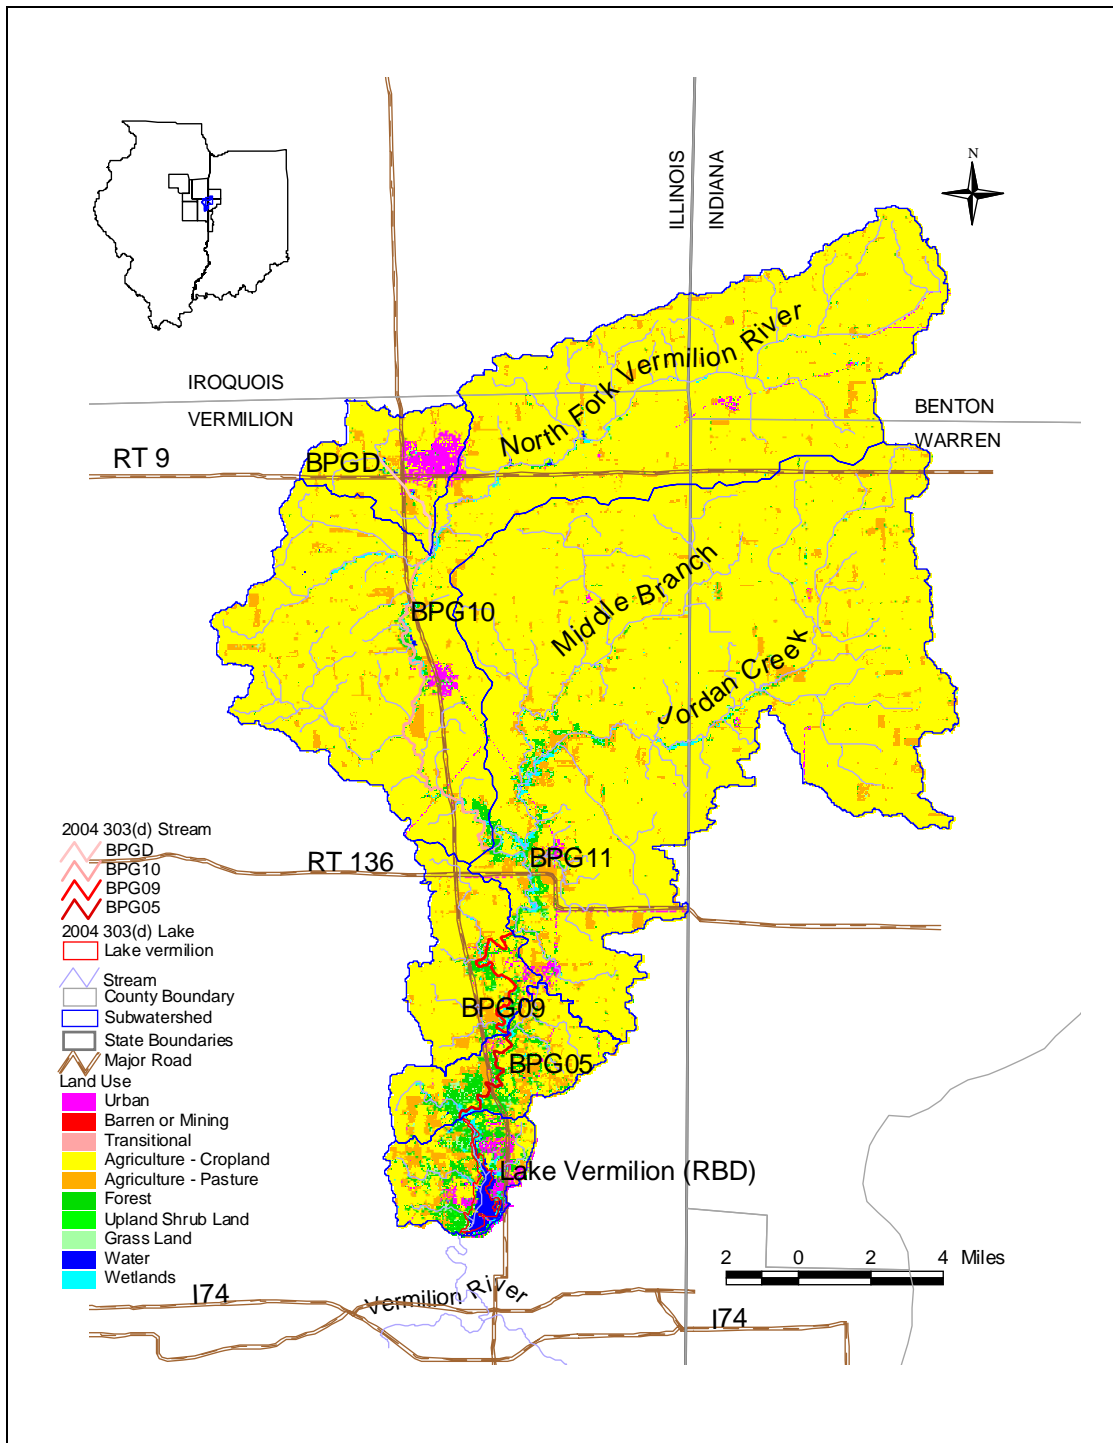 N
ILLINOIS
INDIANA
North Fork Vermilion River
IROQUOIS
VERMILION
BENTON
WARREN
RT 9
BPGD
Middle Branch
BPG10
Jordan Creek
RT 136
BPG11
BPG09
BPG05
Lake Vermilion (RBD)
2004 303(d) Stream
BPGD
BPG10
BPG09
BPG05
2004 303(d) Lake
Lake vermilion
Stream
County Boundary
Subwatershed
State Boundaries
Major Road
Land Use
Urban
Barren or Mining
Transitional
Agriculture - Cropland
Agriculture - Pasture
Forest
Upland Shrub Land
Grass Land
Water
Wetlands
2 0 2 4 Miles
I74
Vermilion River
I74